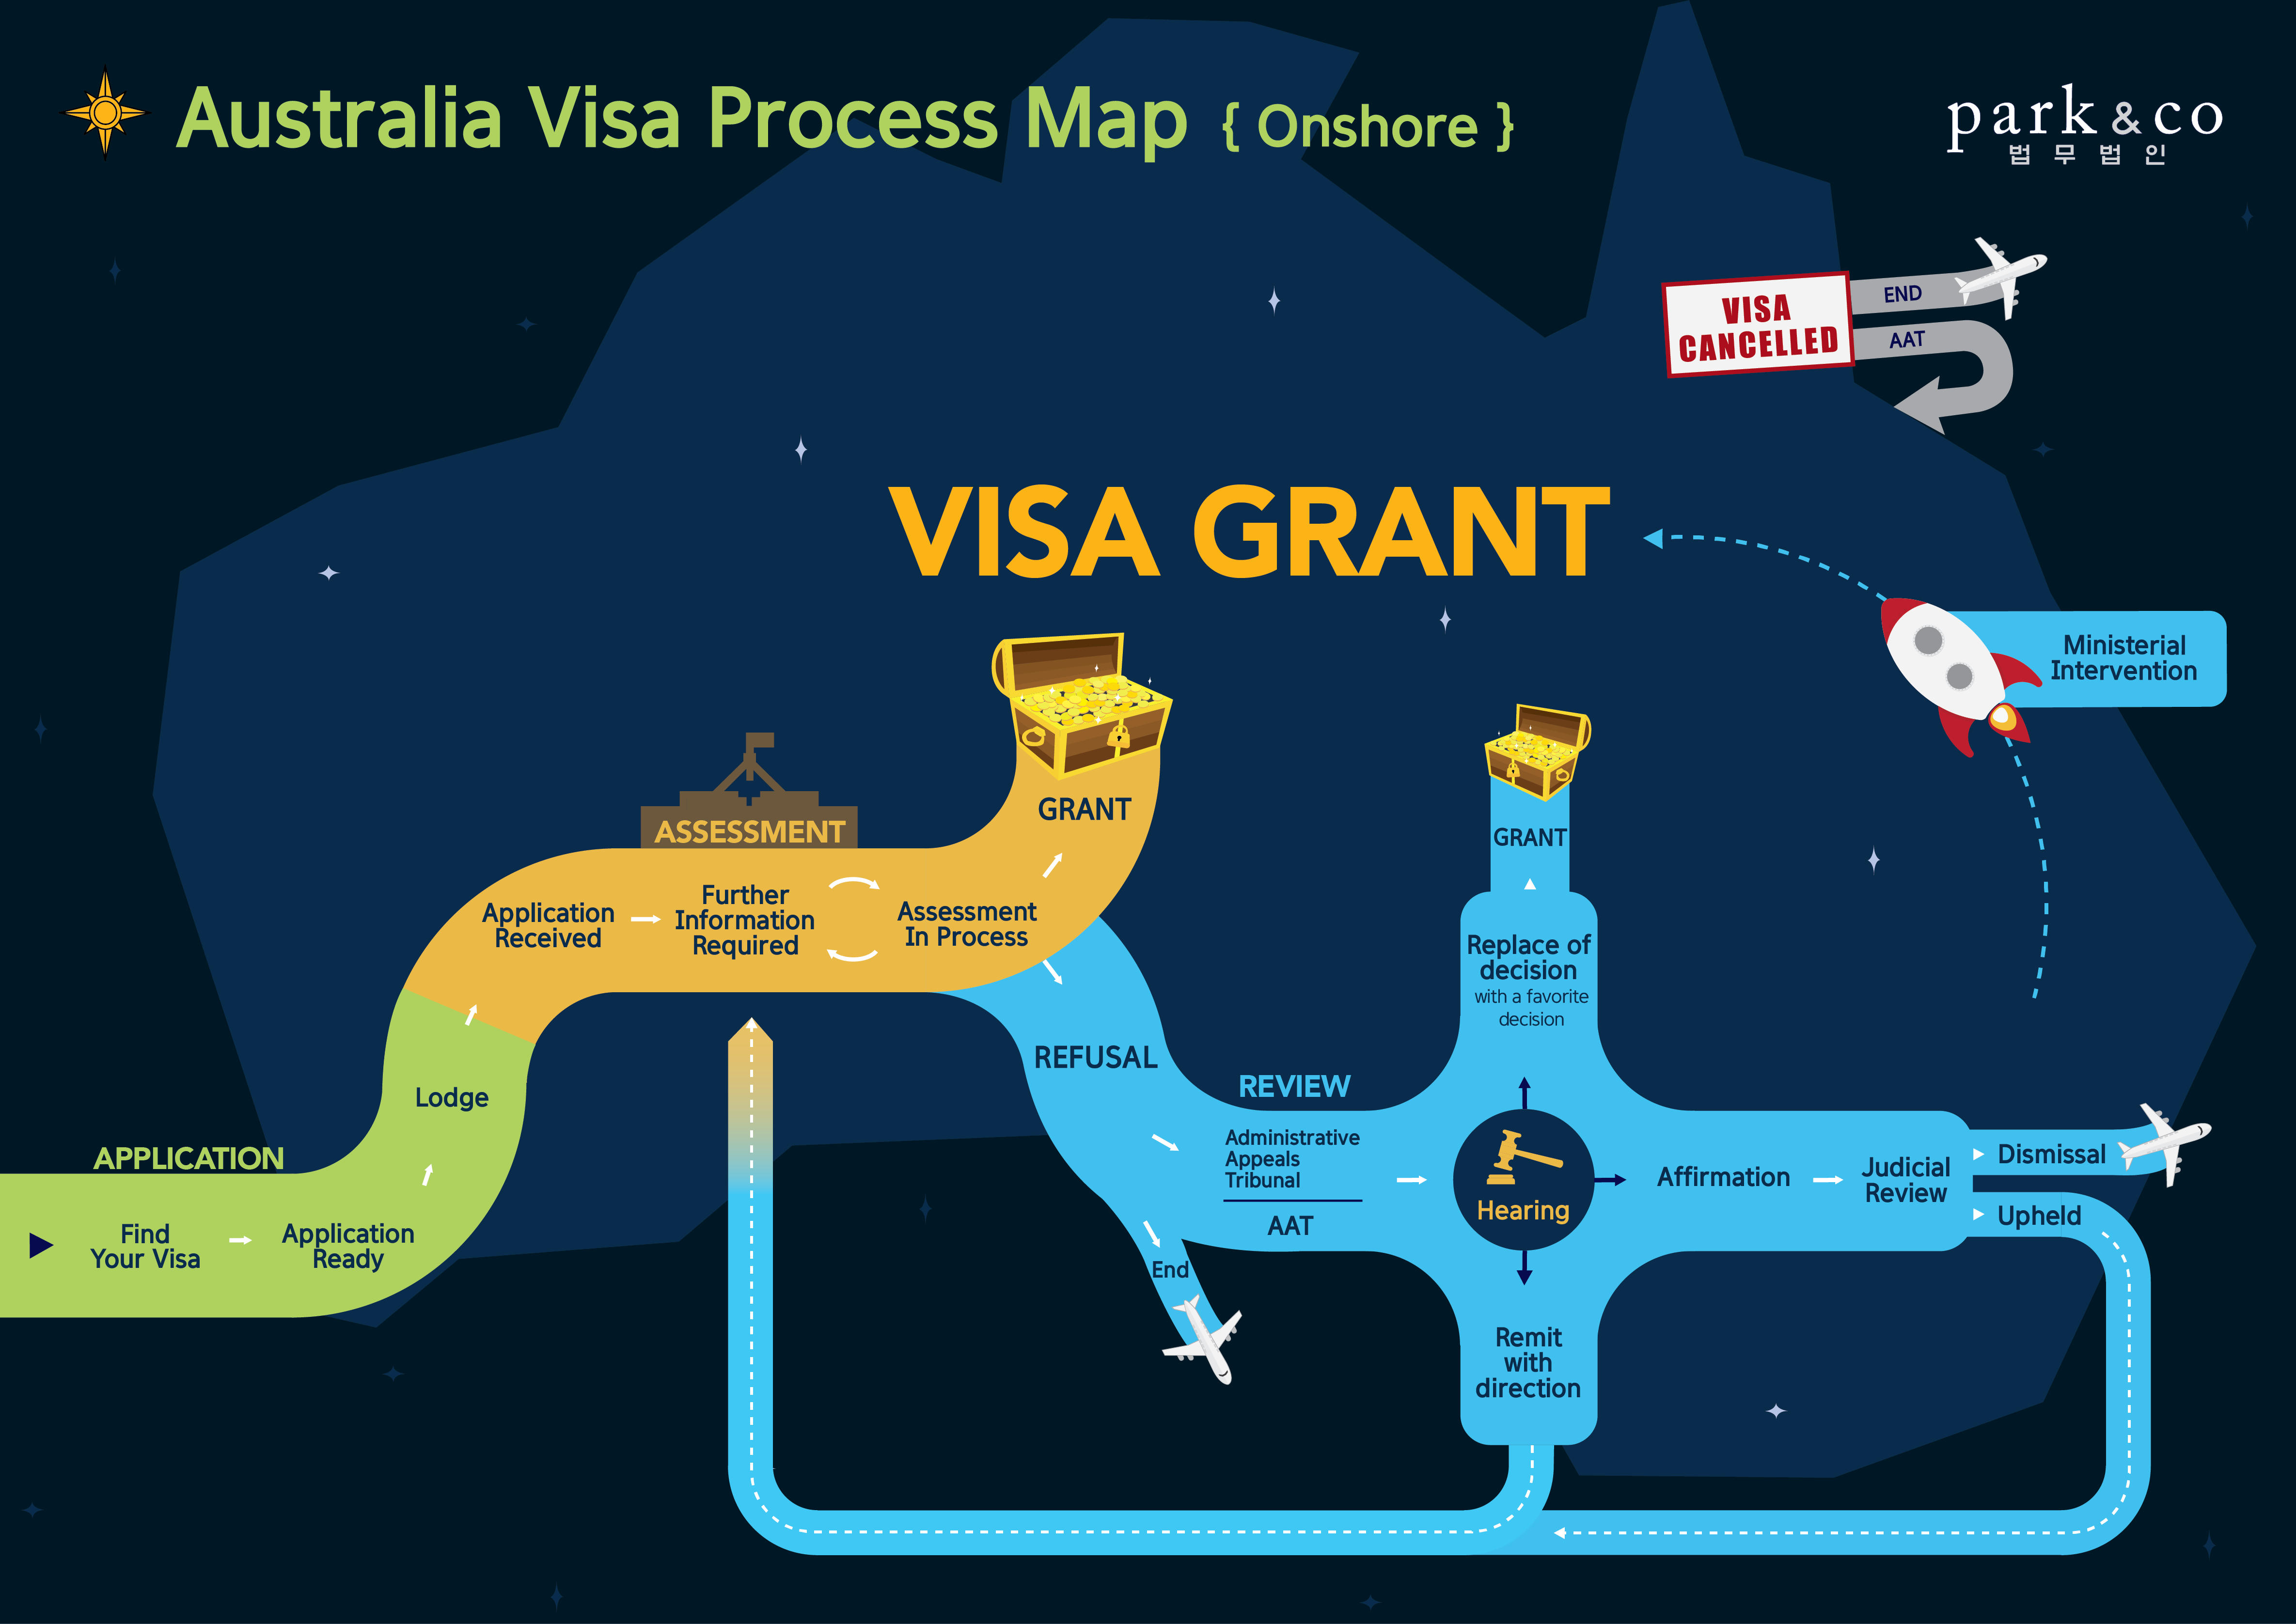 Australia Visa Process Map { Onshore }
park & co
법무법인
VISA
CANCELLED
END
AAT
VISA GRANT
Ministerial
Intervention
GRANT
ASSESSMENT
Application
Received
Further
Information
Required
Assessment
In Process
GRANT
Replace of
decision
with a favorite
decision
REFUSAL
REVIEW
Administrative
Appeals
Tribunal
AAT
Hearing
Affirmation
Judicial
Review
Dismissal
Upheld
Lodge
APPLICATION
Find
Your Visa
Application
Ready
End
Remit
with
direction